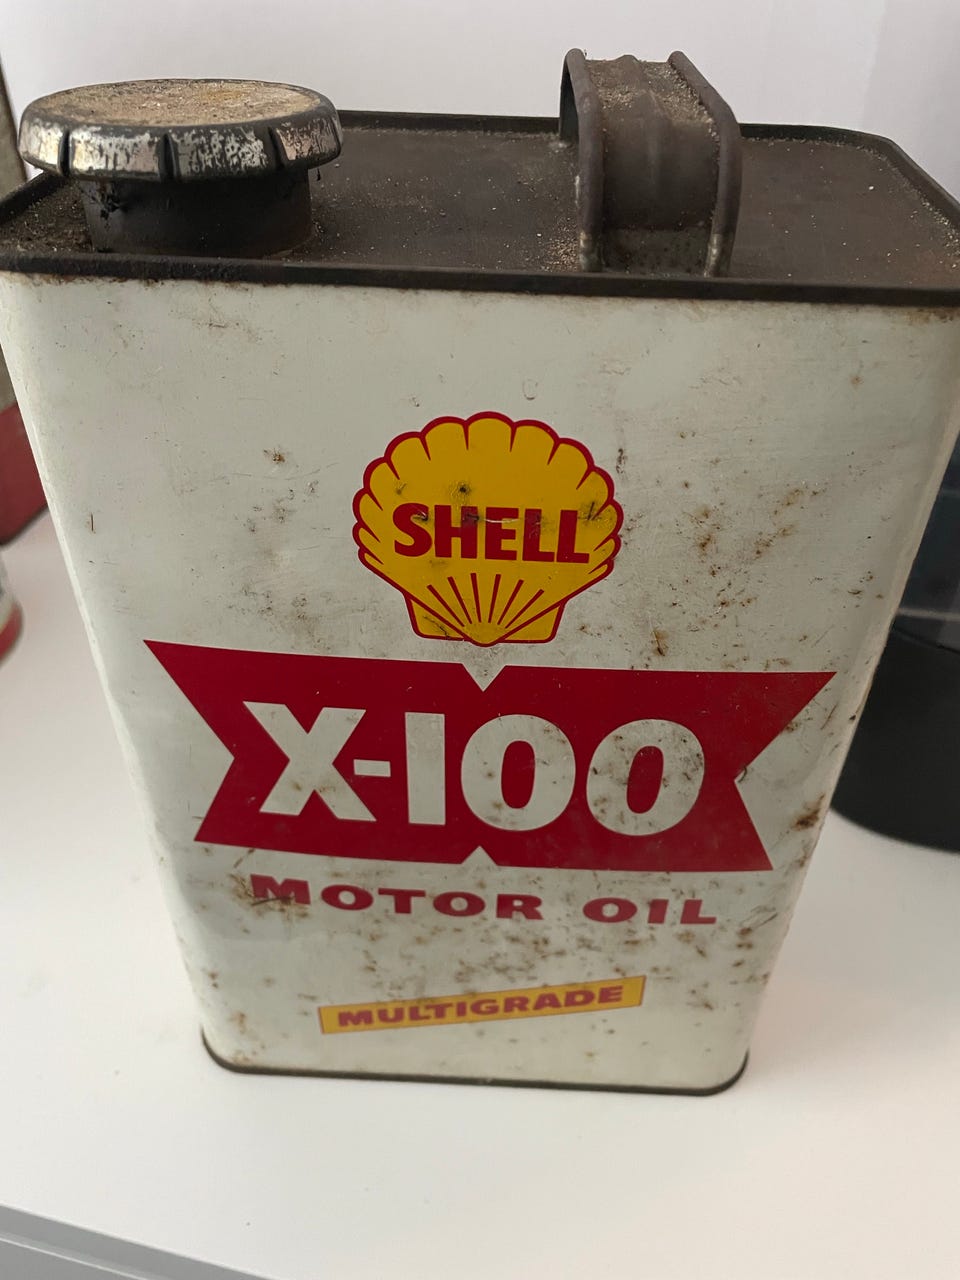 SHELL
X-100
MOTOR OIL
MULTIGRADE